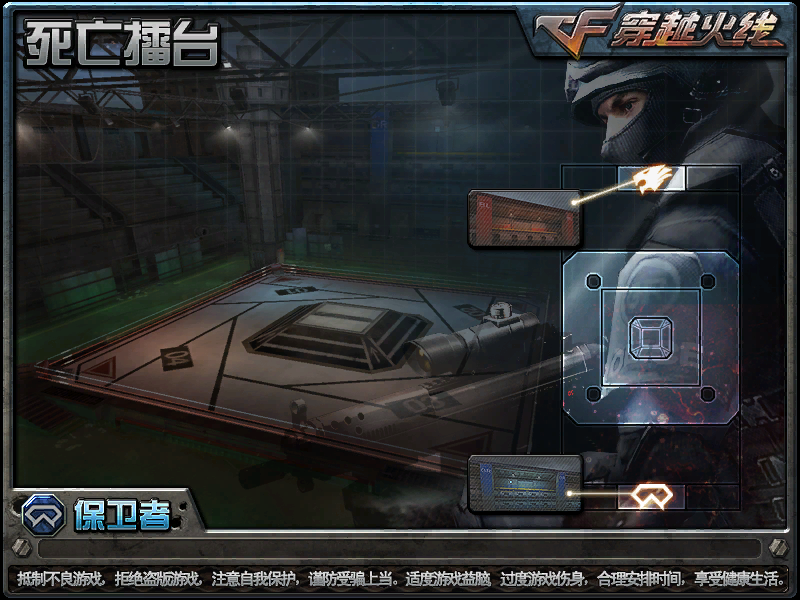 死亡擂台
CF 穿越火线
保卫者
抵制不良游戏，拒绝盗版游戏，注意自我保护，谨防受骗上当。适度游戏益脑，过度游戏伤身，合理安排时间，享受健康生活。